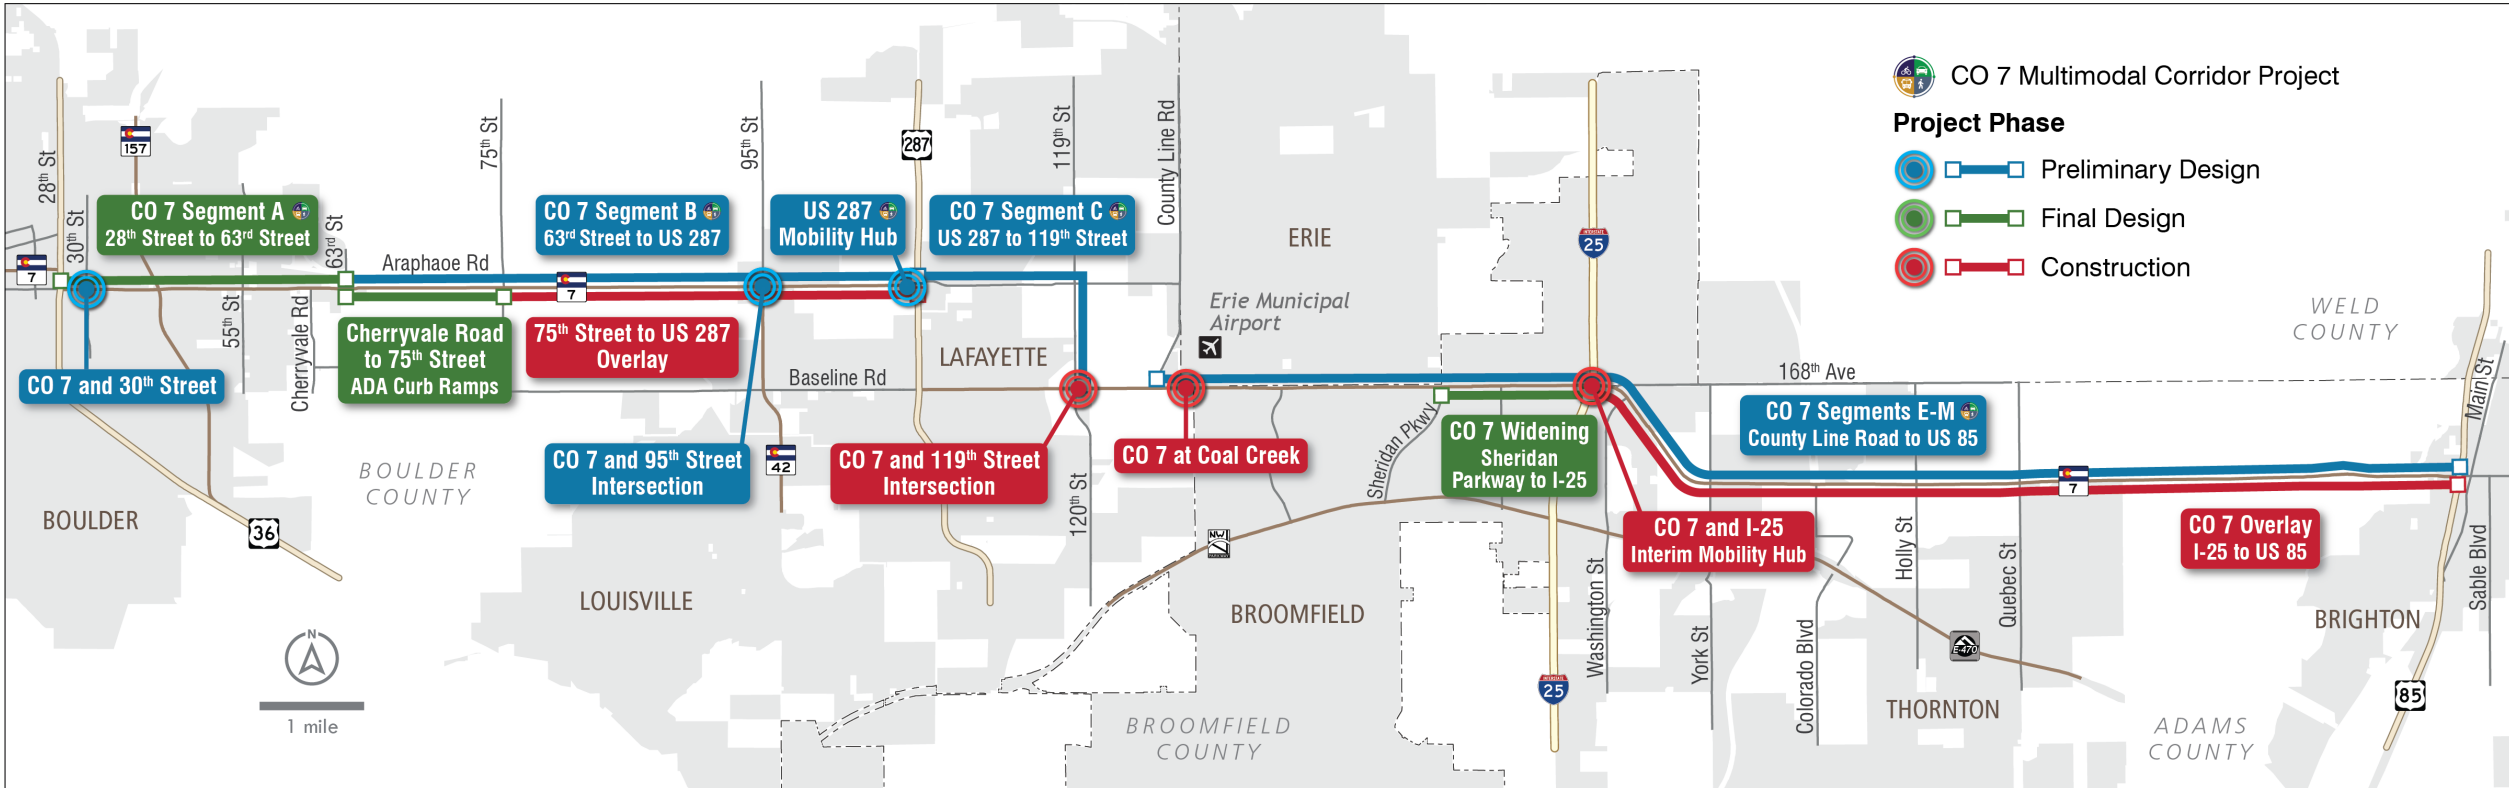 CO 7 Multimodal Corridor Project
Project Phase
Preliminary Design
Final Design
Construction
28th St
30th St
157
7
CO 7 Segment A
28th Street to 63rd Street
55th St
63rd St
Cherryvale Rd
Araphaoe Rd
75th St
7
CO 7 Segment B
63rd Street to US 287
95th St
US 287
Mobility Hub
287
CO 7 Segment C
US 287 to 119th Street
119th St
County Line Rd
ERIE
Erie Municipal
Airport
25
WELD
COUNTY
CO 7 and 30th Street
Cherryvale Road
to 75th Street
ADA Curb Ramps
75th Street to US 287
Overlay
LAFAYETTE
Baseline Rd
168th Ave
Main St
CO 7 and 95th Street
Intersection
42
CO 7 and 119th Street
Intersection
CO 7 at Coal Creek
Sheridan Pkwy
CO 7 Widening
Sheridan
Parkway to I-25
CO 7 Segments E-M
County Line Road to US 85
7
BOULDER
COUNTY
BOULDER
36
120th St
NW
CO 7 and I-25
Interim Mobility Hub
CO 7 Overlay
I-25 to US 85
Holly St
Quebec St
Sable Blvd
LOUISVILLE
BROOMFIELD
Washington St
York St
Colorado Blvd
E-470
BRIGHTON
N
1 mile
INTERSTATE
25
THORNTON
85
BROOMFIELD
COUNTY
ADAMS
COUNTY